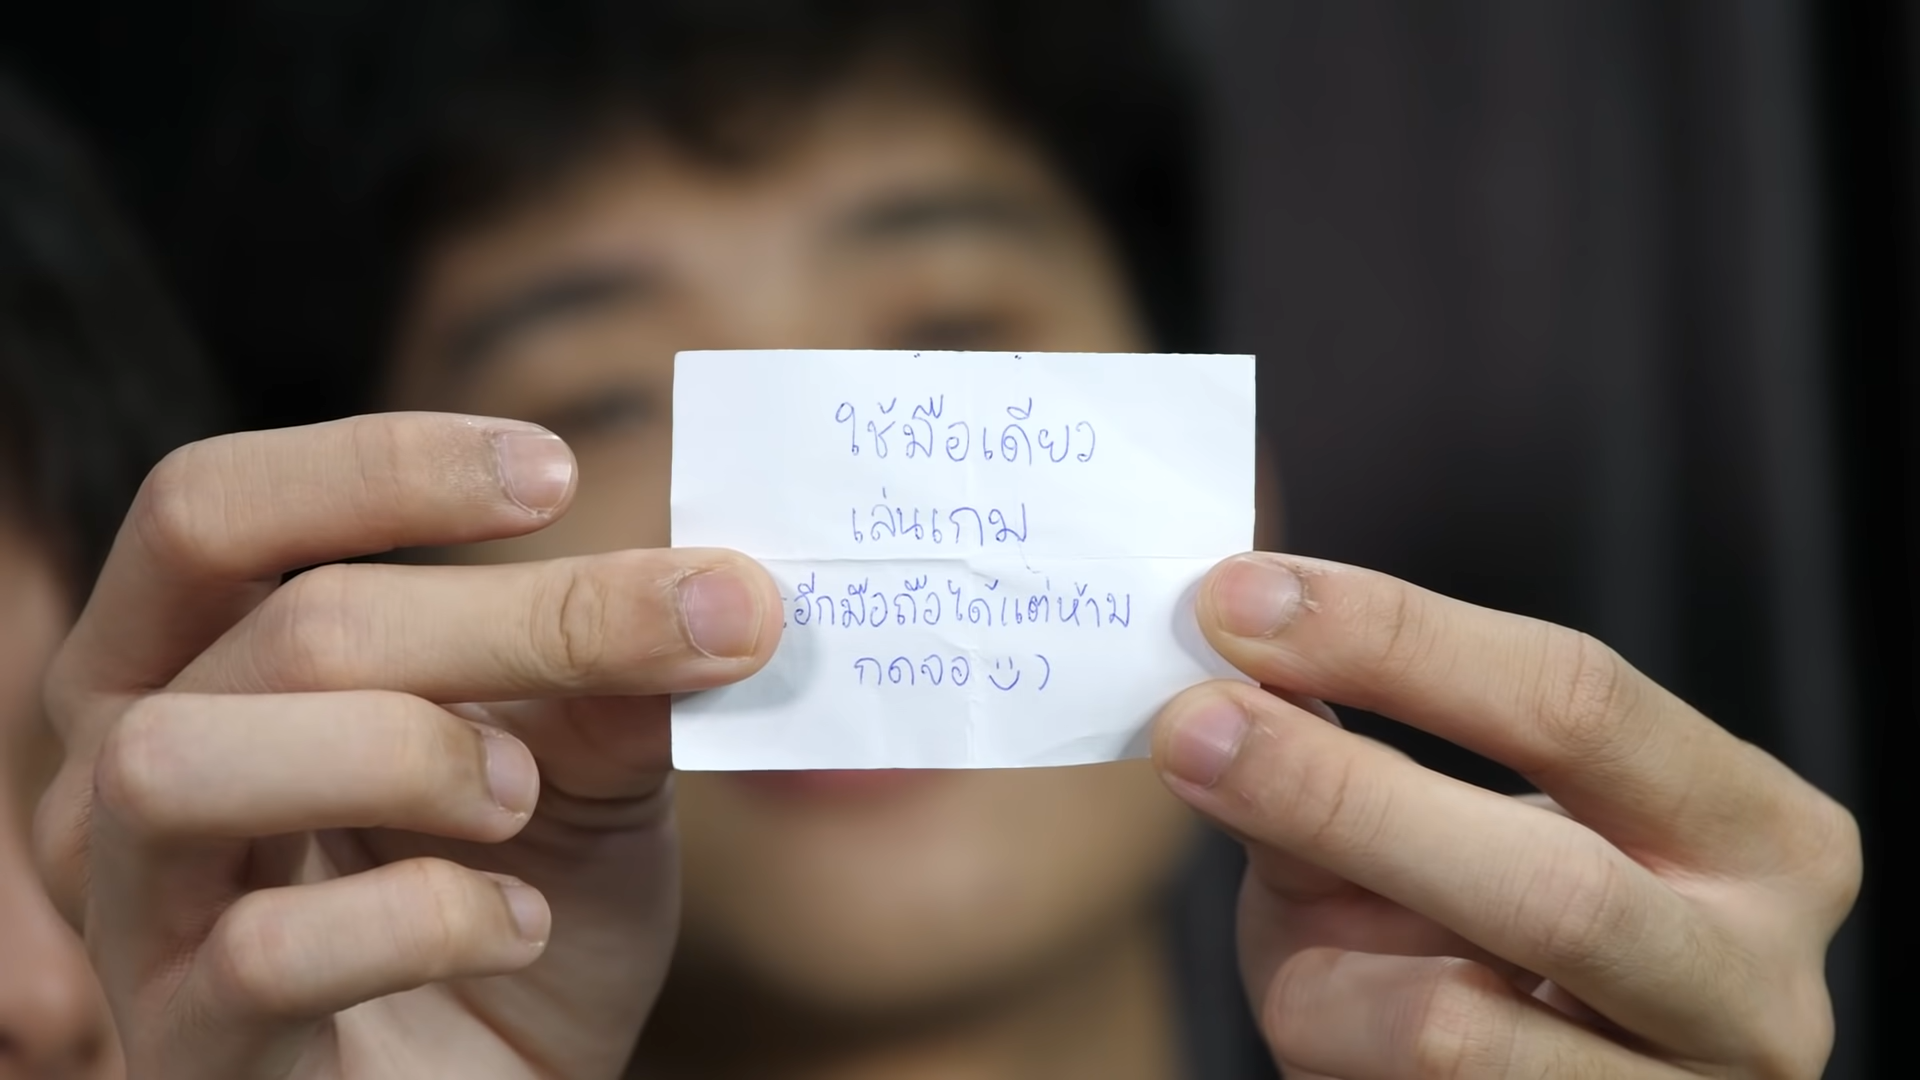 ใช้มือเดียว
เล่นเกม
อีกมือถือได้แต่ห้าม
กดจอ :)